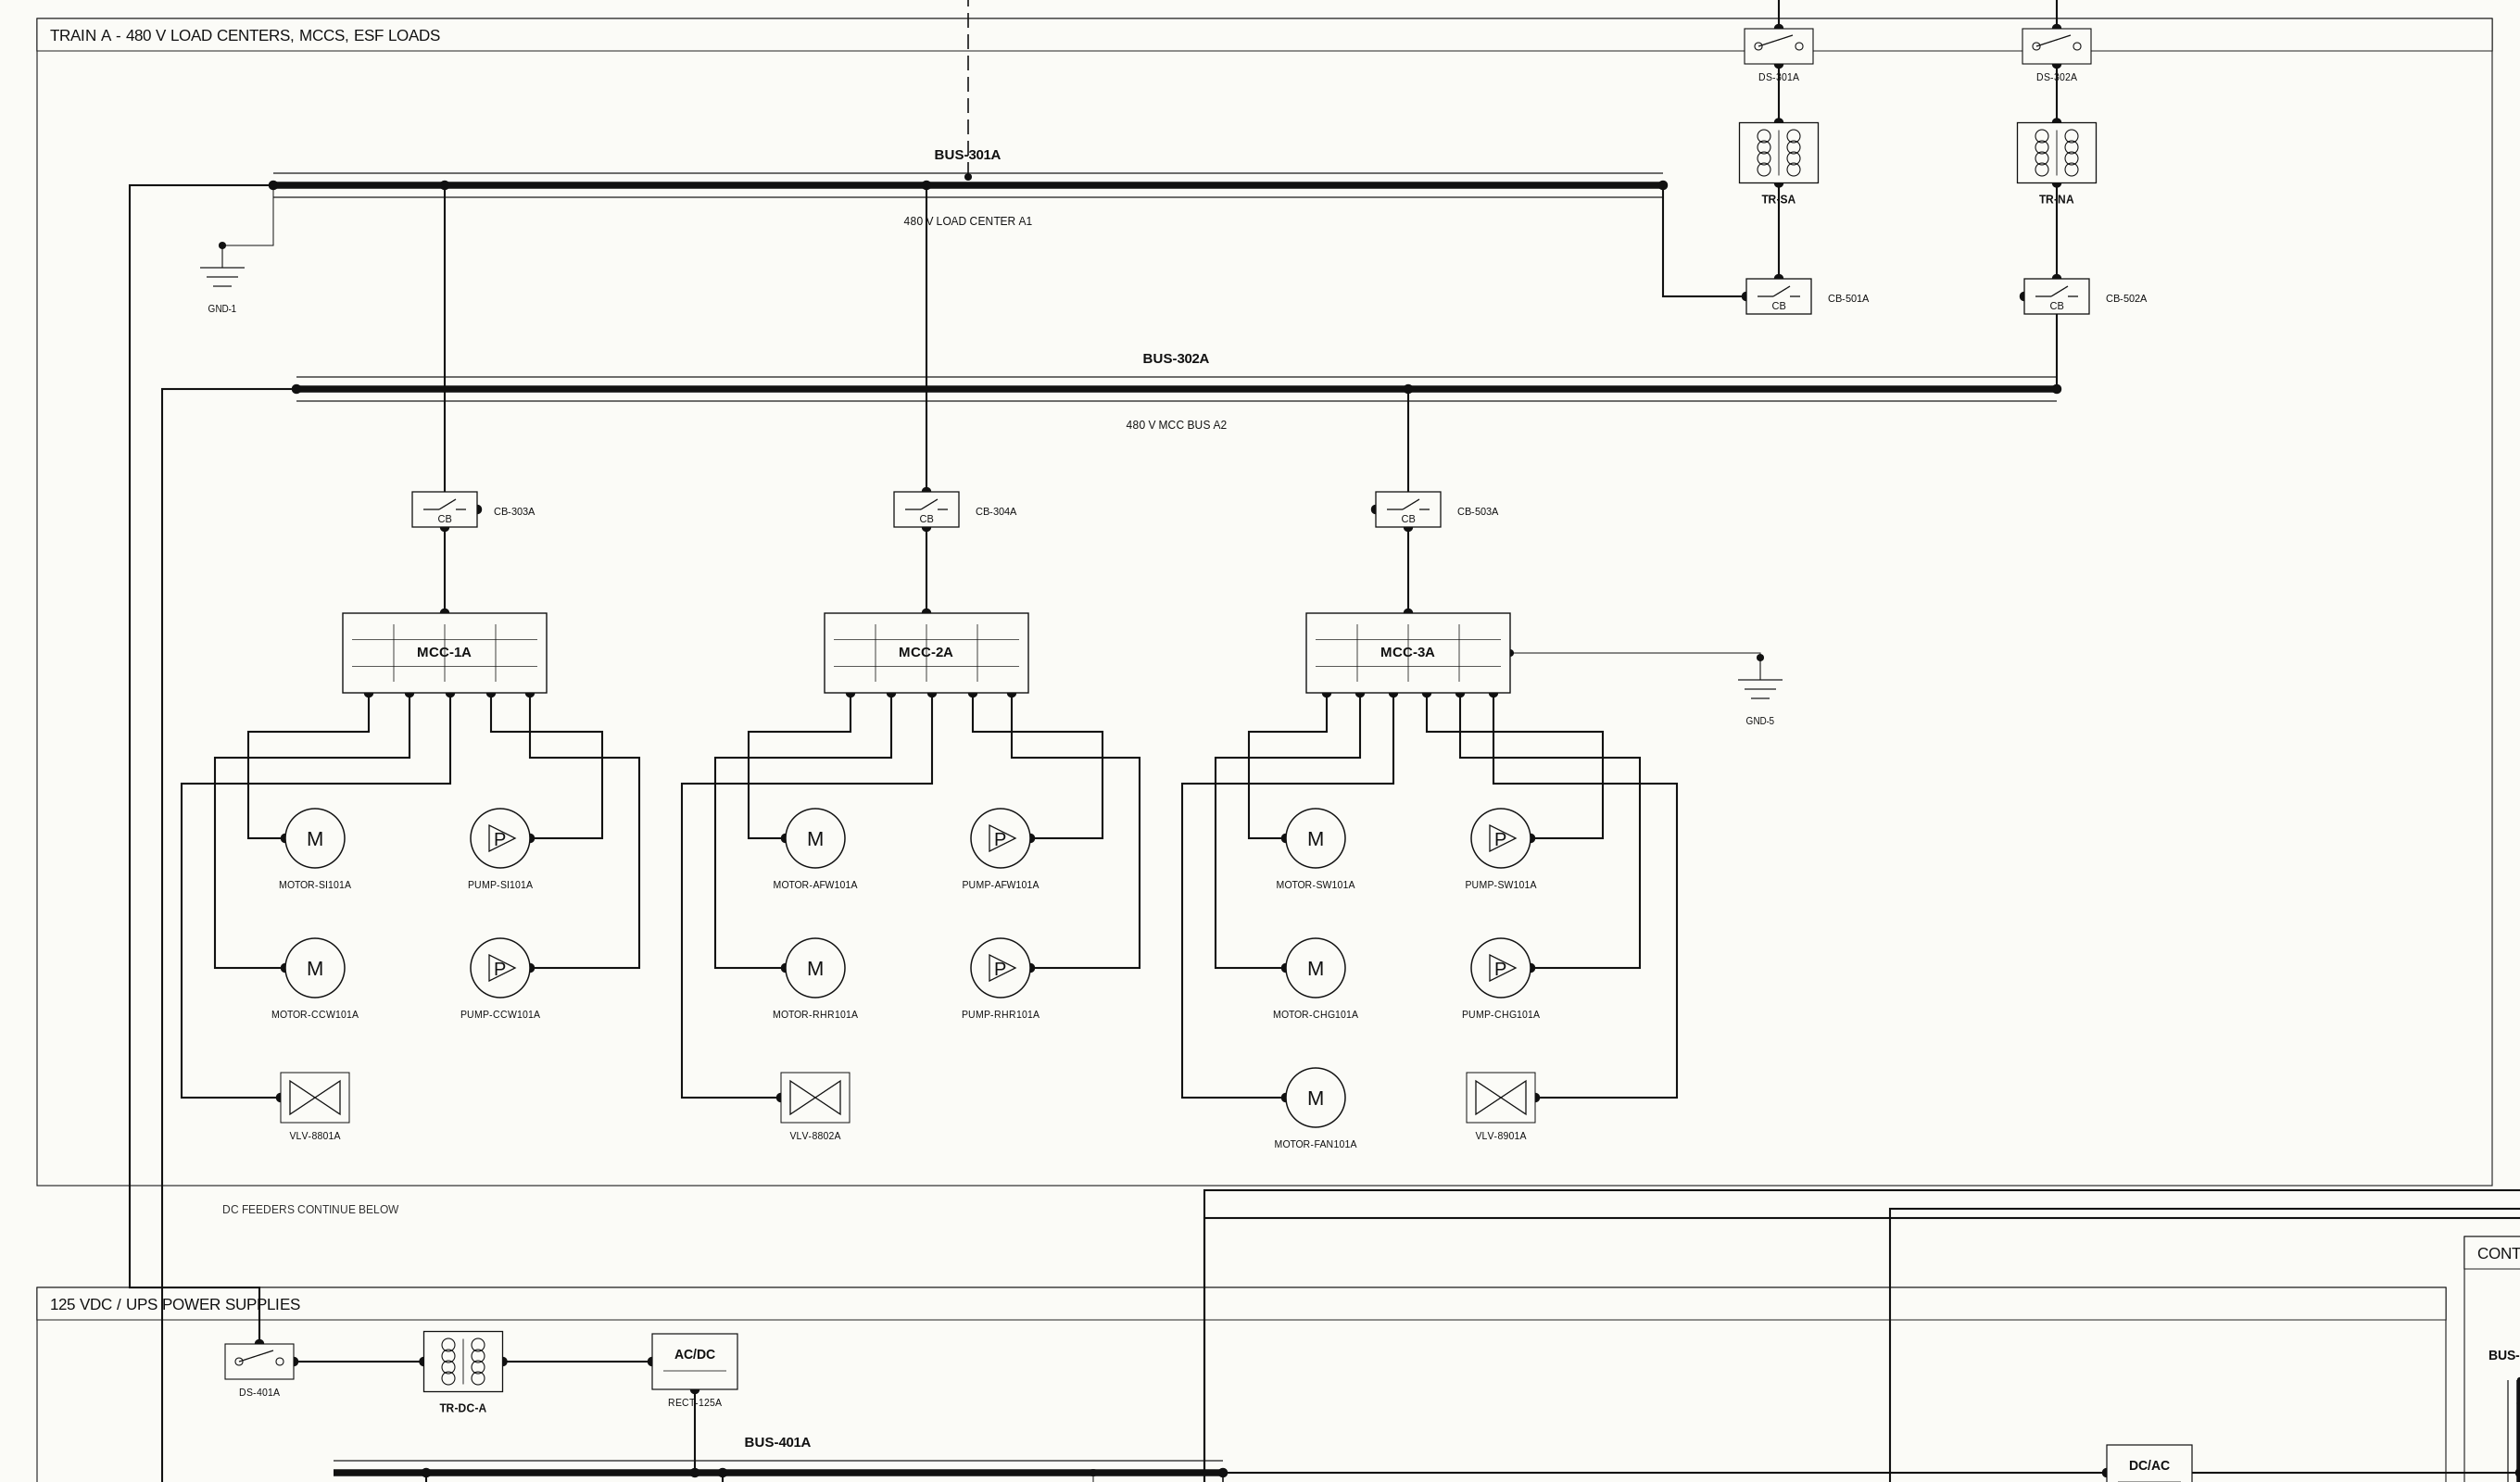 TRAIN A - 480 V LOAD CENTERS, MCCS, ESF LOADS
DS-301A
DS-302A
BUS-301A
TR-SA
TR-NA
480 V LOAD CENTER A1
CB
CB-501A
CB
CB-502A
GND-1
BUS-302A
480 V MCC BUS A2
CB
CB-303A
CB
CB-304A
CB
CB-503A
MCC-1A
MCC-2A
MCC-3A
GND-5
M
P
M
P
M
P
MOTOR-SI101A
PUMP-SI101A
MOTOR-AFW101A
PUMP-AFW101A
MOTOR-SW101A
PUMP-SW101A
M
P
M
P
M
P
MOTOR-CCW101A
PUMP-CCW101A
MOTOR-RHR101A
PUMP-RHR101A
MOTOR-CHG101A
PUMP-CHG101A
M
VLV-8801A
VLV-8802A
MOTOR-FAN101A
VLV-8901A
DC FEEDERS CONTINUE BELOW
CONT
125 VDC / UPS POWER SUPPLIES
AC/DC
BUS-
DS-401A
TR-DC-A
RECT-125A
BUS-401A
DC/AC